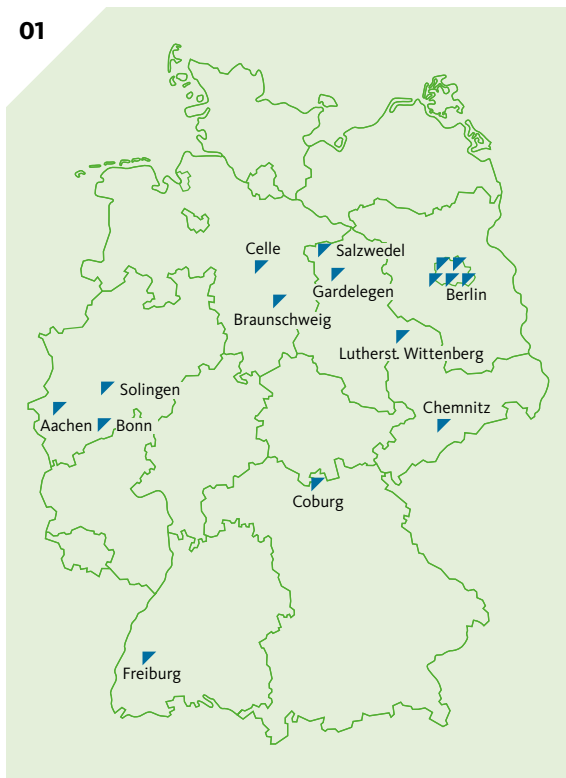 01
Celle
Salzwedel
Gardelegen
Berlin
Braunschweig
Lutherst. Wittenberg
Solingen
Chemnitz
Aachen
Bonn
Coburg
Freiburg